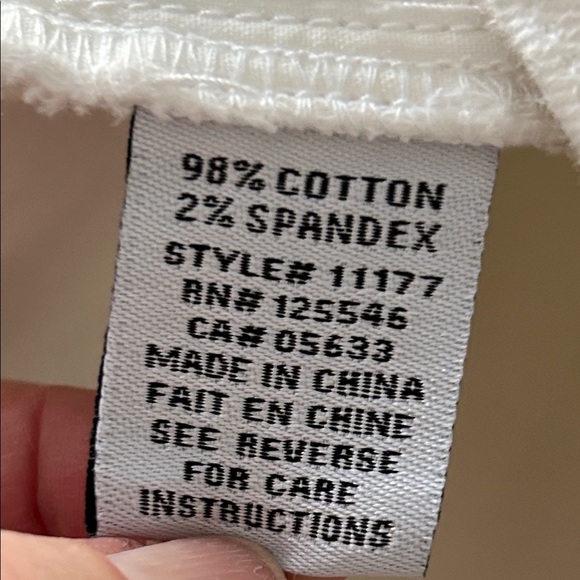 98% COTTON
2% SPANDEX
STYLE# 11177
RN# 125546
CA# 05633
MADE IN CHINA
FAIT EN CHINE
SEE REVERSE
FOR CARE
INSTRUCTIONS